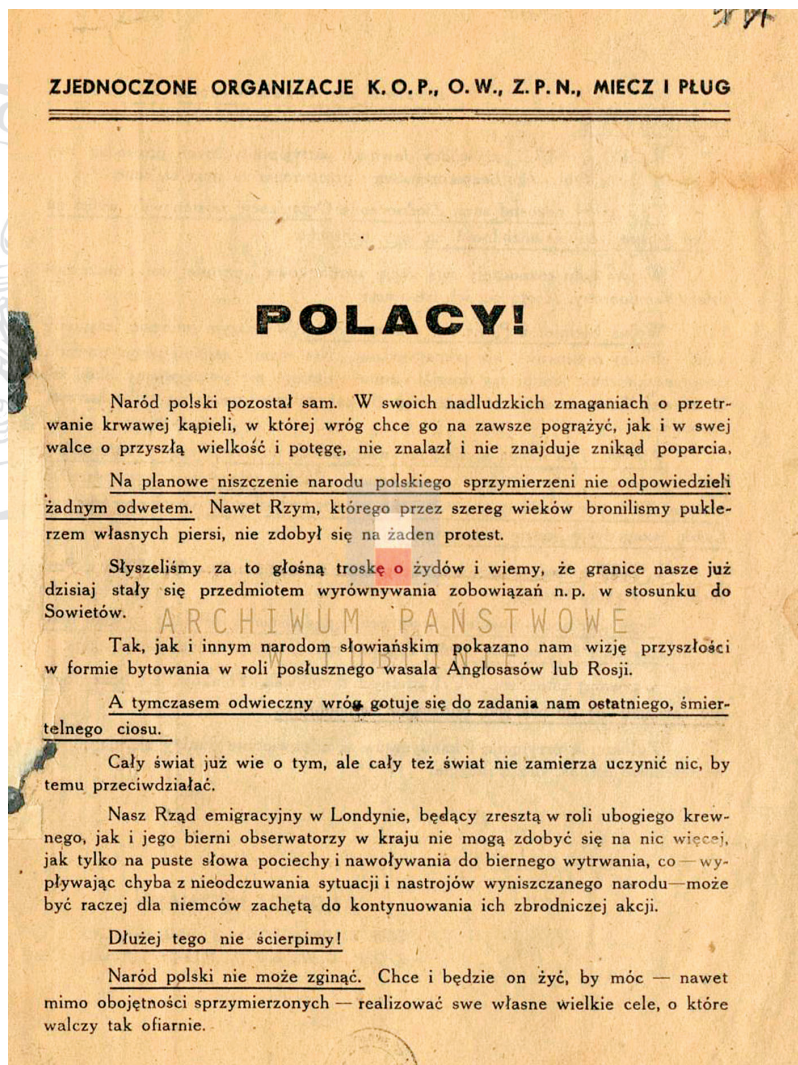 ZJEDNOCZONE ORGANIZACJE K. O. P., O. W., Z. P. N., MIECZ I PŁUG
POLACY!
Naród polski pozostał sam. W swoich nadludzkich zmaganiach o przetr-
wanie krwawej kąpieli, w której wróg chce go na zawsze pogrążyć, jak i w swej
walce o przyszłą wielkość i potęgę, nie znalazł i nie znajduje znikąd poparcia,
Na planowe niszczenie narodu polskiego sprzymierzeni nie odpowiedzieli
żadnym odwetem. Nawet Rzym, którego przez szereg wieków bronilismy pukle-
rzem własnych piersi, nie zdobył się na żaden protest.
Słyszeliśmy za to głośną troskę o żydów i wiemy, że granice nasze już
dzisiaj stały się przedmiotem wyrównywania zobowiązań n. p. w stosunku do
Sowietów.
ARCHIWUM PAŃSTWOWE
Tak, jak i innym narodom słowiańskim pokazano nam wizję przyszłości
w formie bytowania w roli posłusznego wasala Anglosasów lub Rosji.
A tymczasem odwieczny wróg gotuje się do zadania nam ostatniego, śmier-
telnego ciosu.
Cały świat już wie o tym, ale cały też świat nie zamierza uczynić nic, by
temu przeciwdziałać.
Nasz Rząd emigracyjny w Londynie, będący zresztą w roli ubogiego krew-
nego, jak i jego bierni obserwatorzy w kraju nie mogą zdobyć się na nic więcej,
jak tylko na puste słowa pociechy i nawoływania do biernego wytrwania, co — wy-
pływając chyba z nieodczuwania sytuacji i nastrojów wyniszczanego narodu — może
być raczej dla niemców zachętą do kontynuowania ich zbrodniczej akcji.
Dłużej tego nie ścierpimy!
Naród polski nie może zginąć. Chce i będzie on żyć, by móc — nawet
mimo obojętności sprzymierzonych — realizować swe własne wielkie cele, o które
walczy tak ofiarnie.